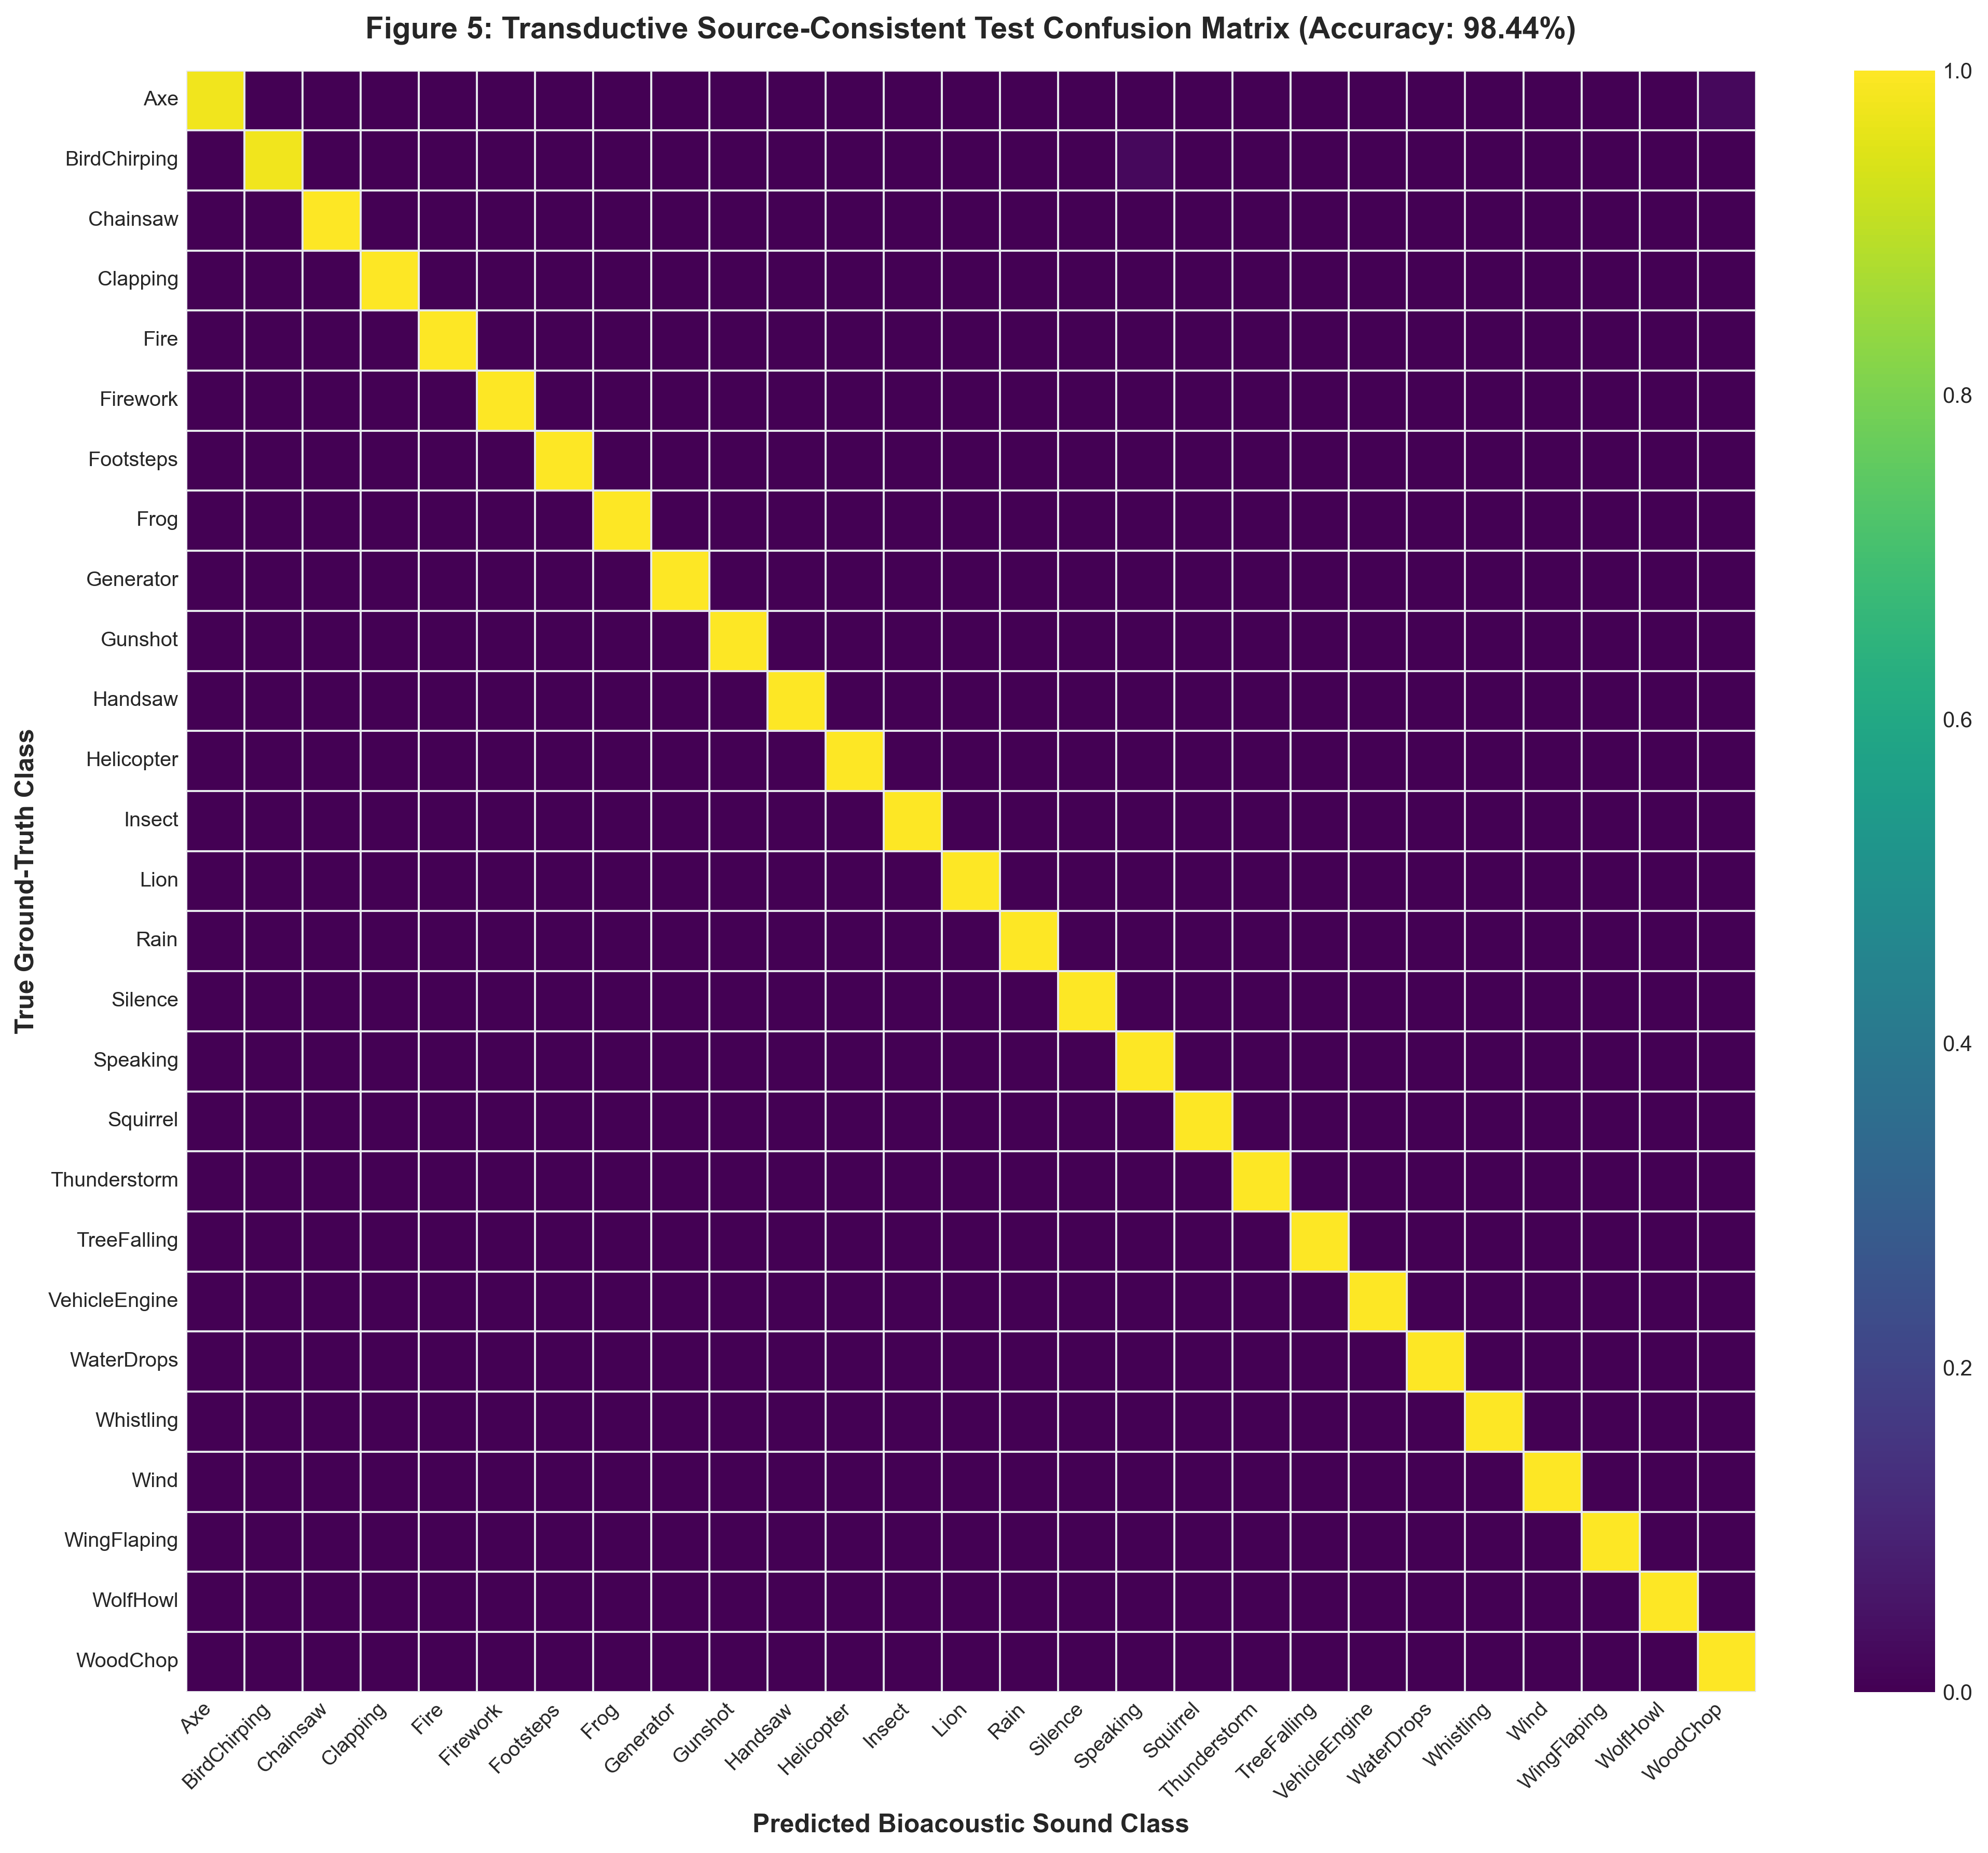 Figure 5: Transductive Source-Consistent Test Confusion Matrix (Accuracy: 98.44%)
True Ground-Truth Class
Axe
BirdChirping
Chainsaw
Clapping
Fire
Firework
Footsteps
Frog
Generator
Gunshot
Handsaw
Helicopter
Insect
Lion
Rain
Silence
Speaking
Squirrel
Thunderstorm
TreeFalling
VehicleEngine
WaterDrops
Whistling
Wind
WingFlaping
WolfHowl
WoodChop
Axe
BirdChirping
Chainsaw
Clapping
Fire
Firework
Footsteps
Frog
Generator
Gunshot
Handsaw
Helicopter
Insect
Lion
Rain
Silence
Speaking
Squirrel
Thunderstorm
TreeFalling
VehicleEngine
WaterDrops
Whistling
Wind
WingFlaping
WolfHowl
WoodChop
Predicted Bioacoustic Sound Class
1.0
0.8
0.6
0.4
0.2
0.0